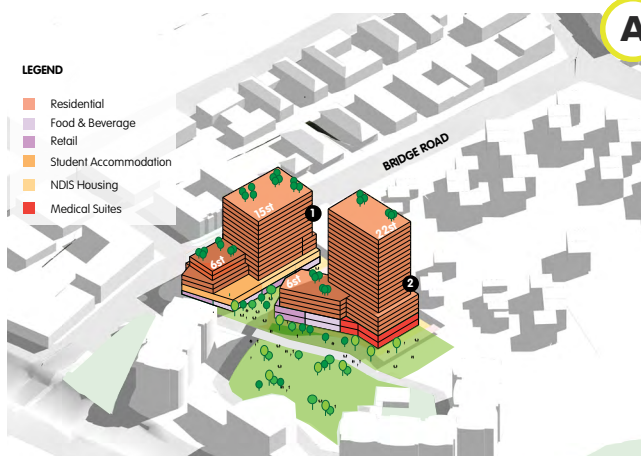 A
LEGEND
Residential
Food & Beverage
Retail
Student Accommodation
NDIS Housing
Medical Suites
BRIDGE ROAD
15st
1
22st
6st
6st
2